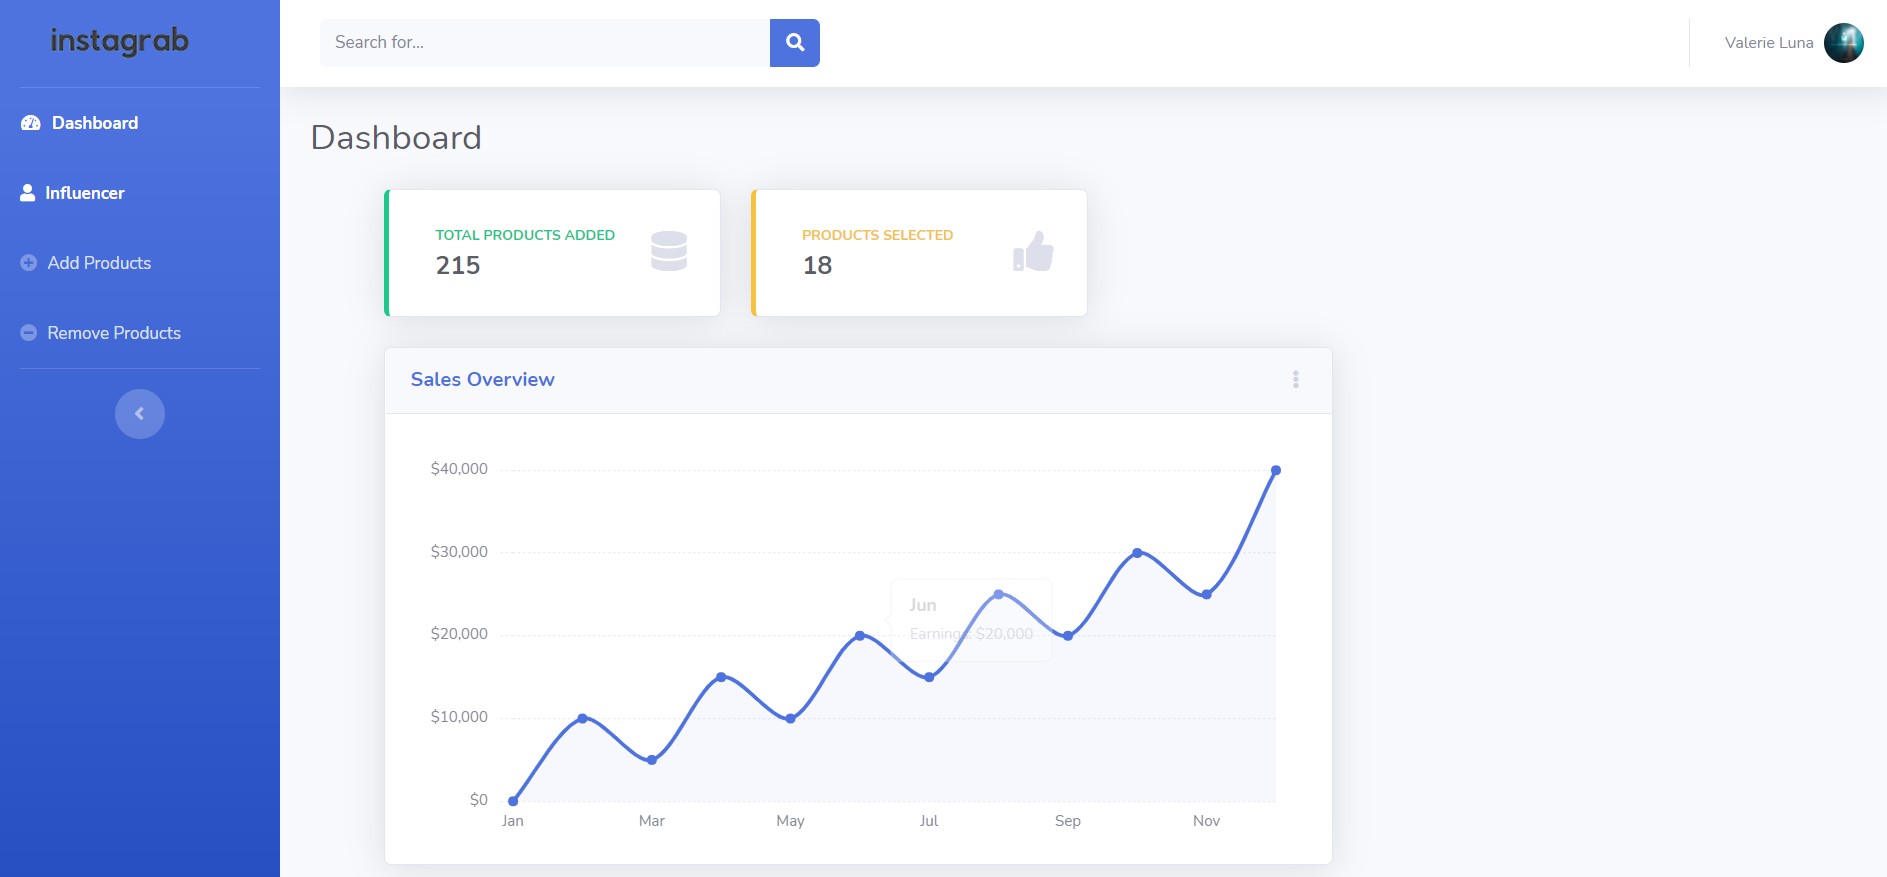 instagrab
Search for...
Valerie Luna
Dashboard
Influencer
Add Products
Remove Products
Dashboard
TOTAL PRODUCTS ADDED
215
PRODUCTS SELECTED
18
Sales Overview
$40,000
$30,000
$20,000
$10,000
$0
Jun
Earnings: $20,000
Jan Mar May Jul Sep Nov